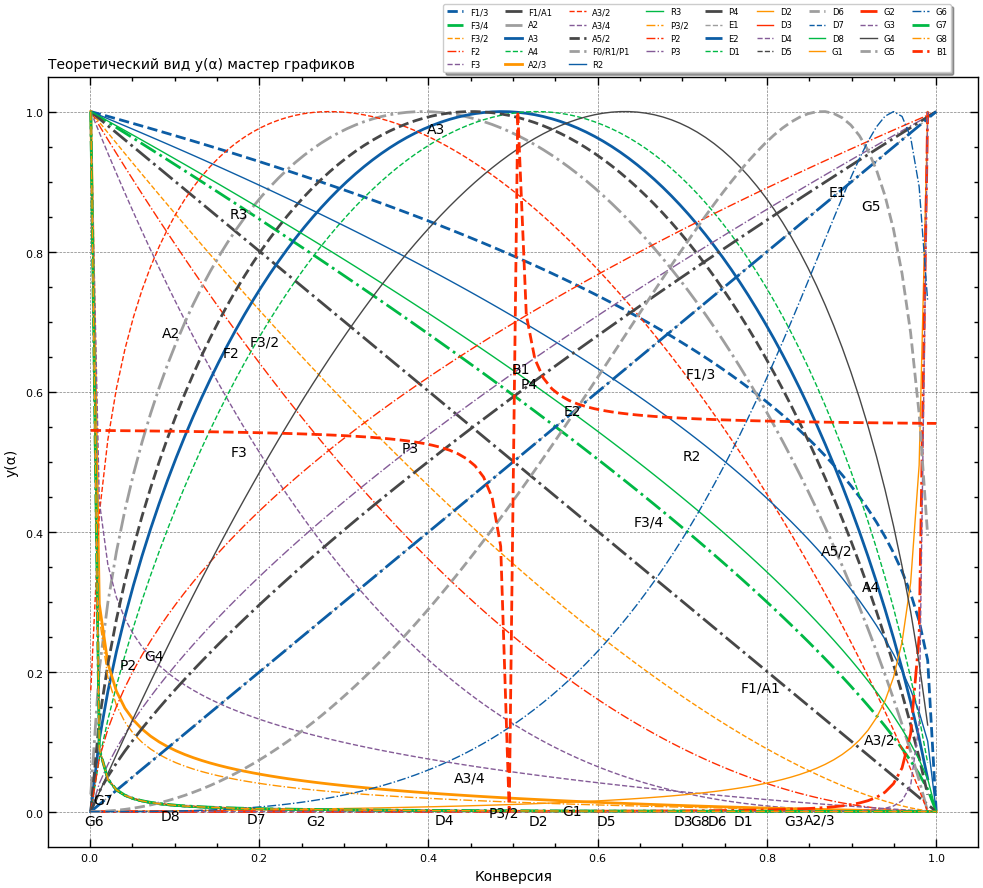 F1/3 F1/A1 A3/2 R3 P4 D2 D6 G2 G6
F3/4 A2 A3/4 P3/2 E1 D3 D7 G3 G7
F3/2 A3 A5/2 P2 E2 D4 D8 G4 G8
F2 A4 F0/R1/P1 P3 D1 D5 G1 G5 B1
F3 A2/3 R2
Теоретический вид y(α) мастер графиков
1.0
A3
E1
G5
R3
0.8
A2
F3/2
F2
B1
F1/3
P4
0.6
E2
y(α)
P3
F3
R2
F3/4
0.4
A5/2
A4
G4
P2
0.2
F1/A1
A3/2
A3/4
G7
0.0
P3/2
G1
G6
D8
D7
G2
D4
D2
D5
D3
G8
D6
D1
G3
A2/3
0.0 0.2 0.4 0.6 0.8 1.0
Конверсия